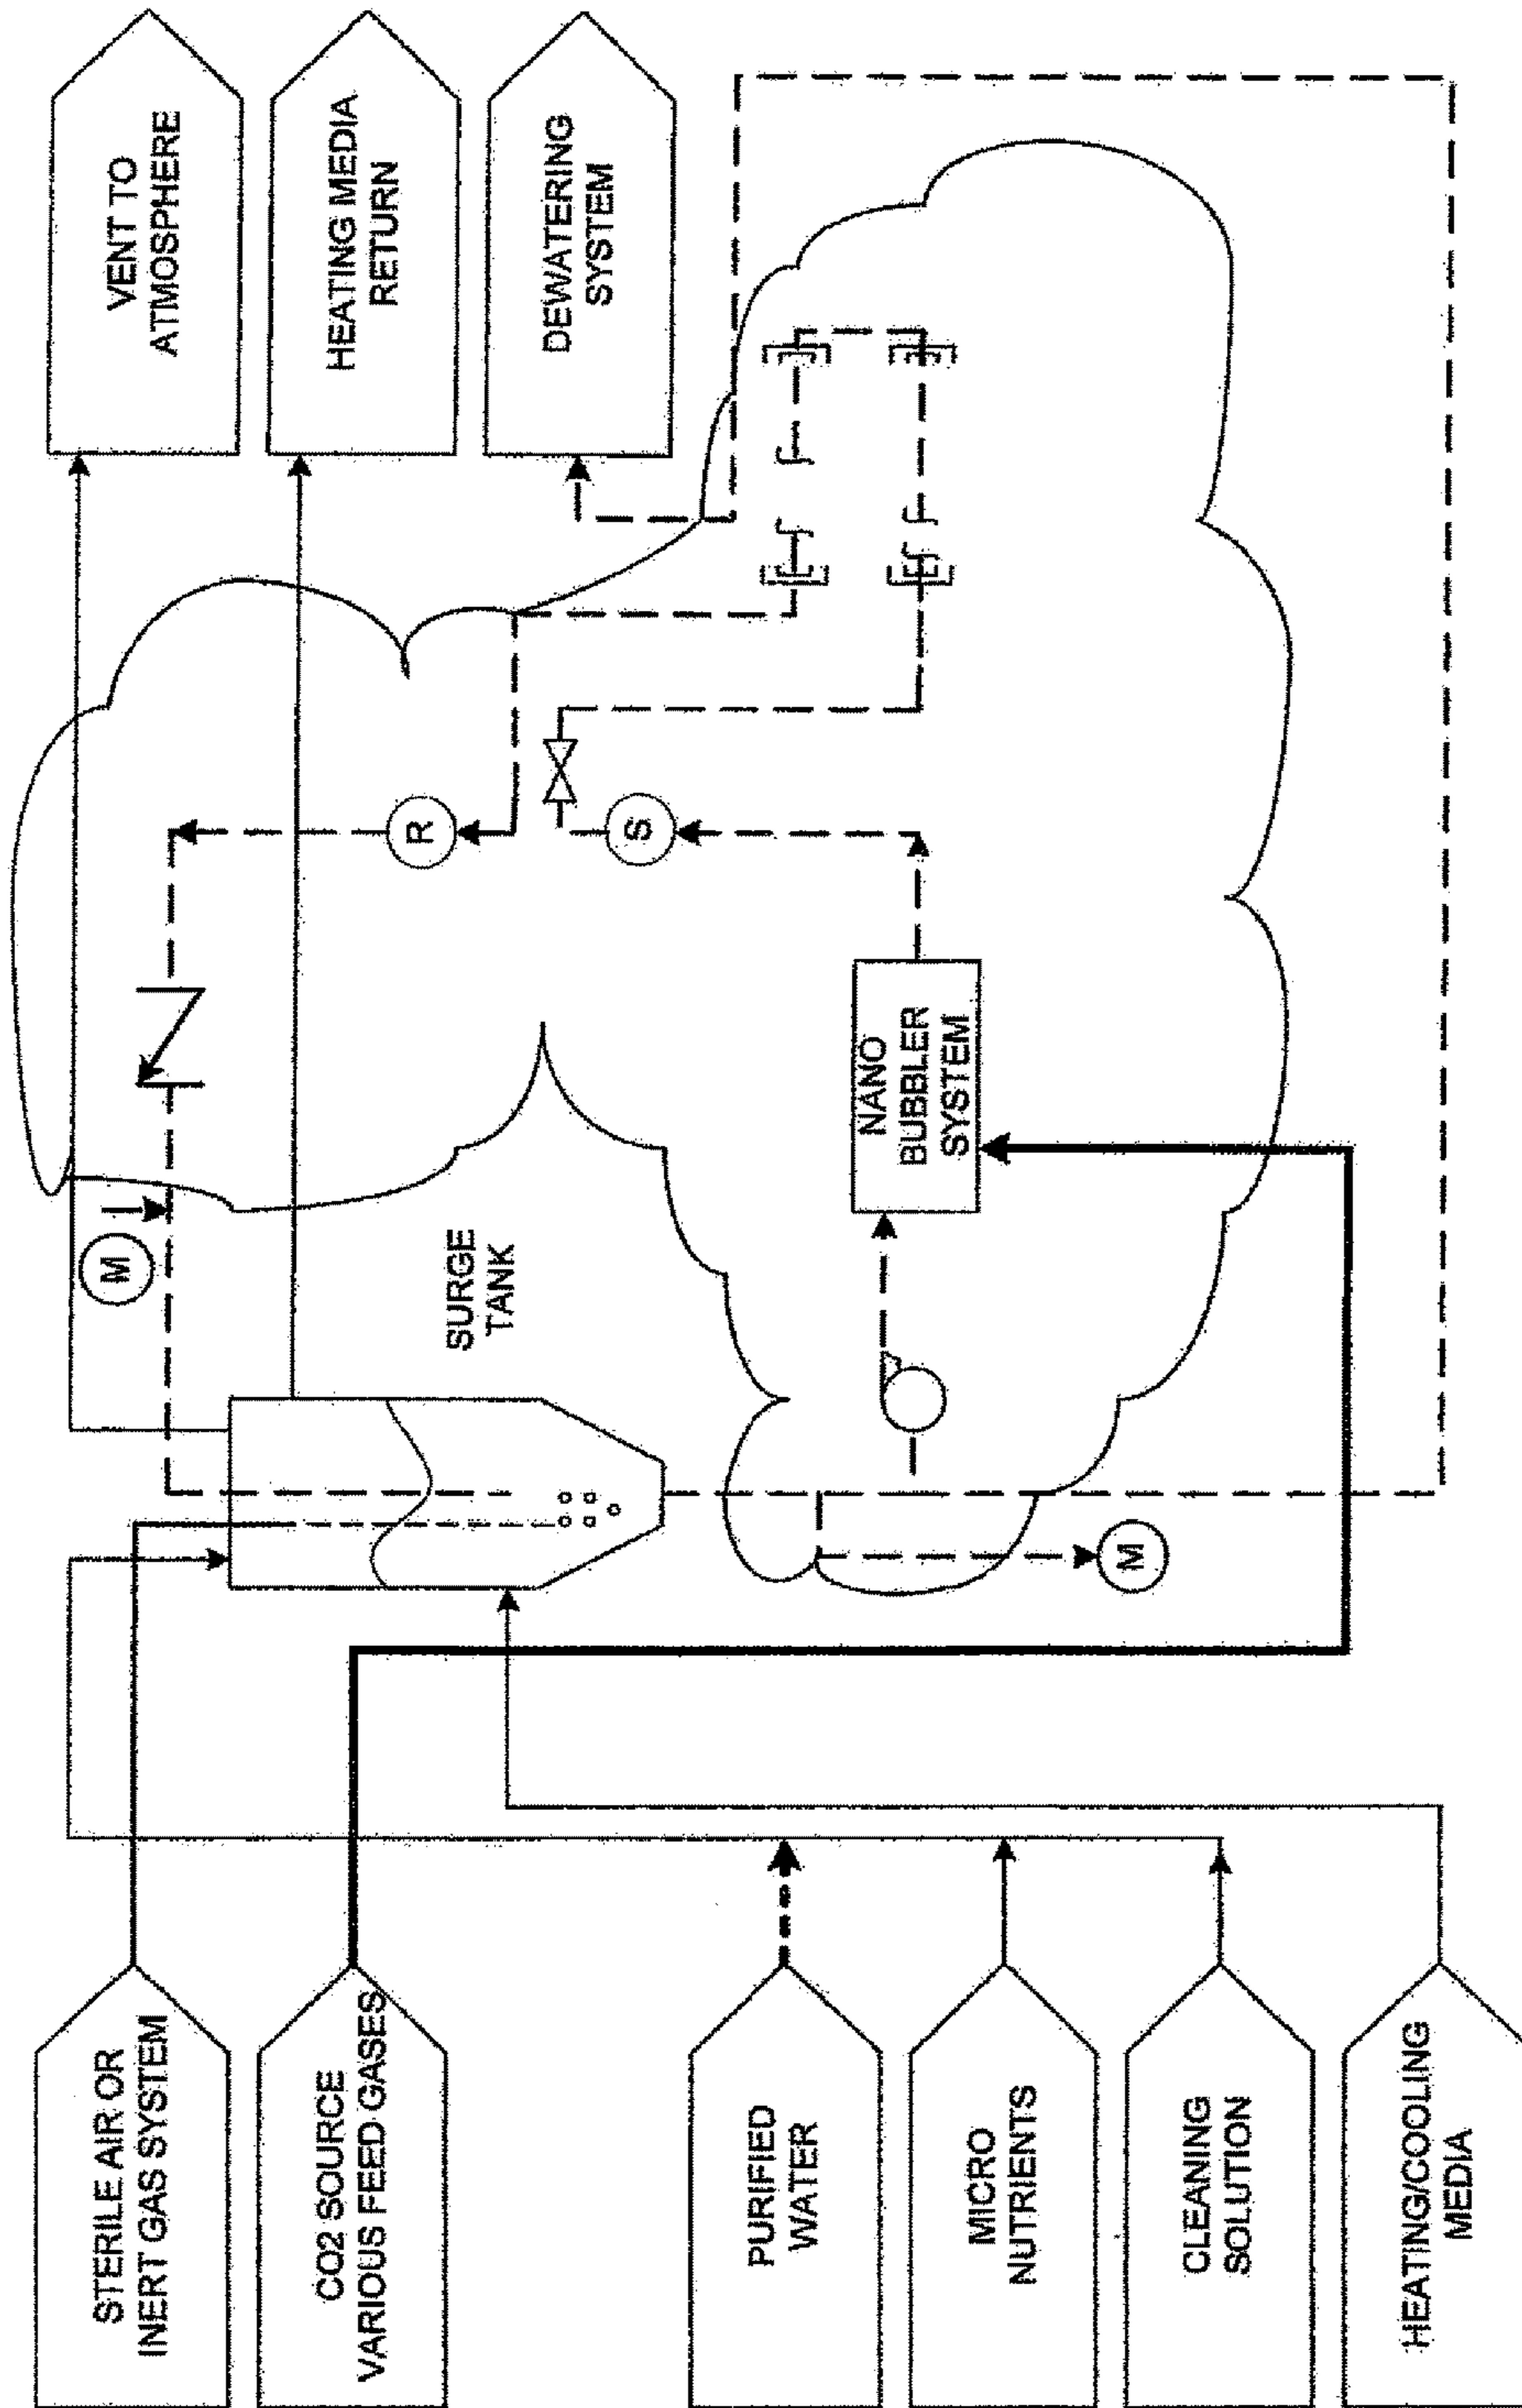 STERILE AIR OR
INERT GAS SYSTEM
CO2 SOURCE
VARIOUS FEED GASES
PURIFIED
WATER
MICRO
NUTRIENTS
CLEANING
SOLUTION
HEATING/COOLING
MEDIA
M
SURGE
TANK
M
NANO
BUBBLER
SYSTEM
R
S
VENT TO
ATMOSPHERE
HEATING MEDIA
RETURN
DEWATERING
SYSTEM